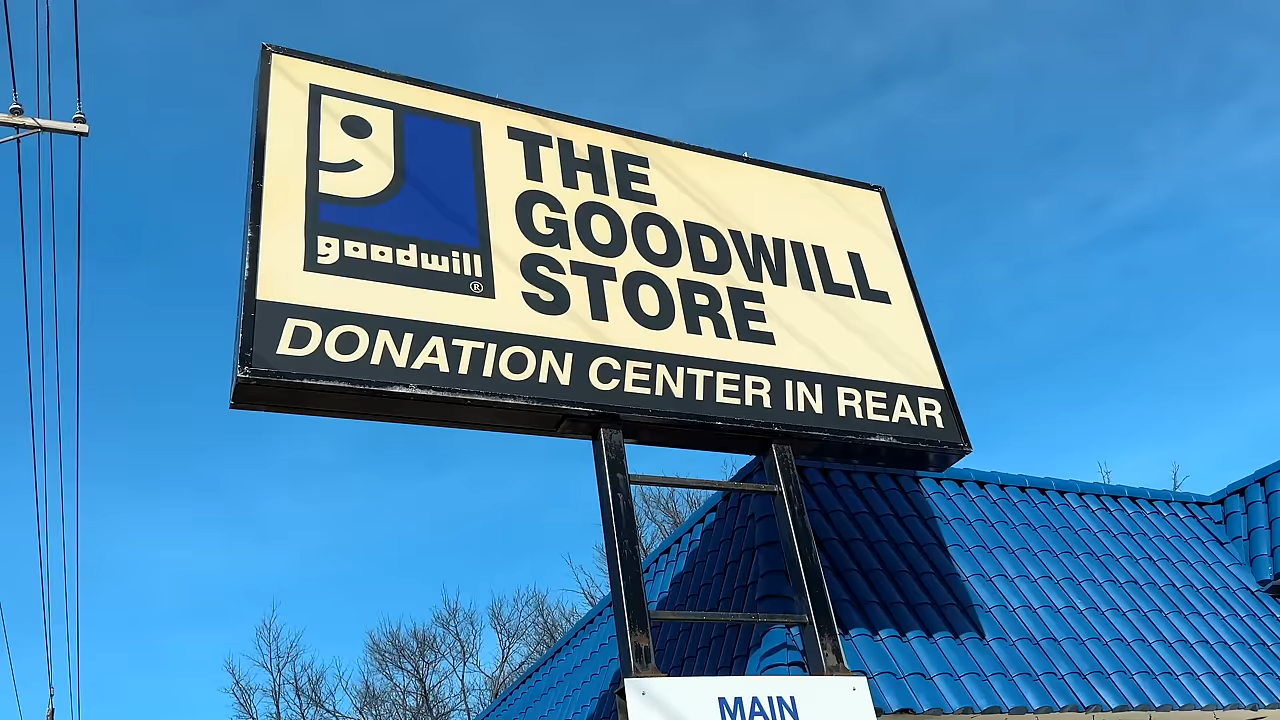 goodwill
®
THE
GOODWILL
STORE
DONATION CENTER IN REAR
MAIN